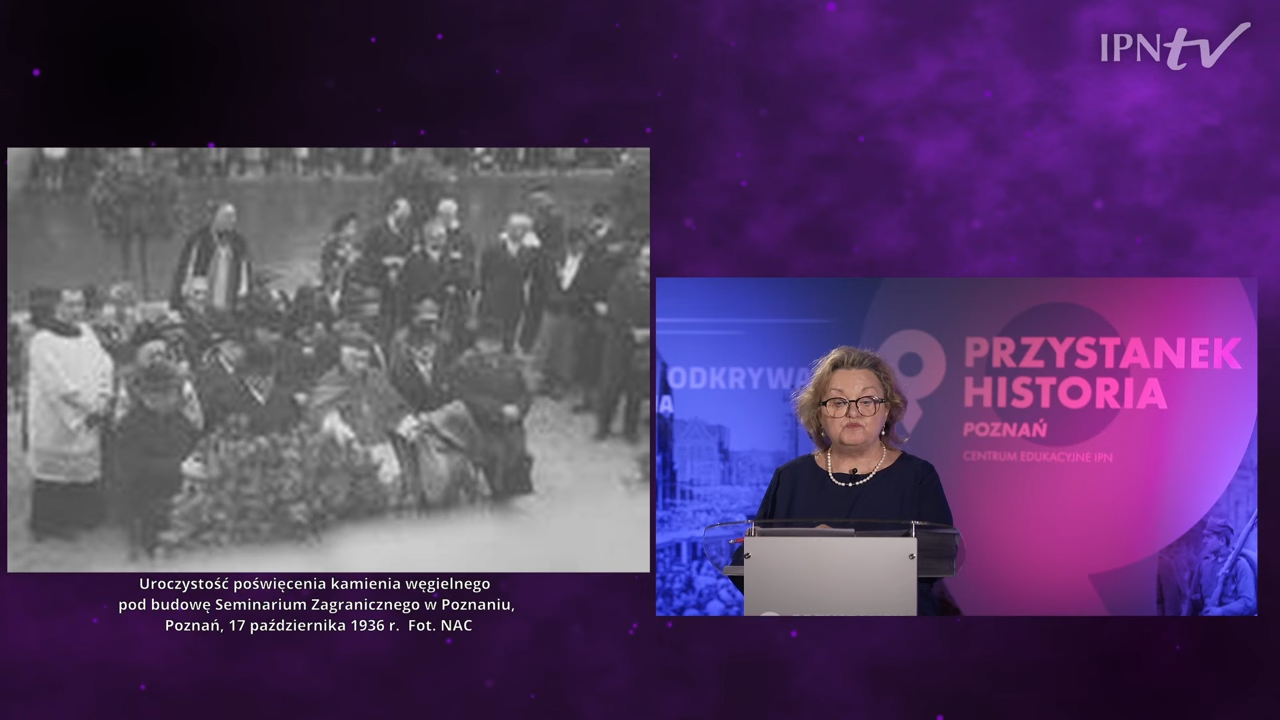 IPNtv
Uroczystość poświęcenia kamienia węgielnego
pod budowę Seminarium Zagranicznego w Poznaniu,
Poznań, 17 października 1936 r. Fot. NAC
ODKRYWA
A
PRZYSTANEK
HISTORIA
POZNAŃ
CENTRUM EDUKACYJNE IPN